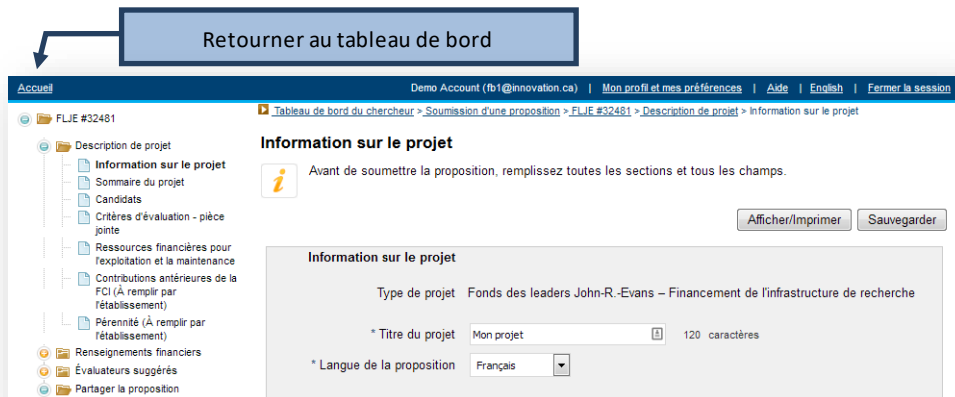 Retourner au tableau de bord
Accueil
Demo Account (fb1@innovation.ca) | Mon profil et mes préférences | Aide | English | Fermer la session
Tableau de bord du chercheur > Soumission d'une proposition > FLJE #32481 > Description de projet > Information sur le projet
FLJE #32481
Description de projet
Information sur le projet
Sommaire du projet
Candidats
Critères d'évaluation - pièce
jointe
Ressources financières pour
l'exploitation et la maintenance
Contributions antérieures de la
FCI (À remplir par
l'établissement)
Pérennité (À remplir par
l'établissement)
Renseignements financiers
Évaluateurs suggérés
Partager la proposition
Information sur le projet
Avant de soumettre la proposition, remplissez toutes les sections et tous les champs.
Afficher/Imprimer Sauvegarder
Information sur le projet
Type de projet Fonds des leaders John-R.-Evans – Financement de l'infrastructure de recherche
* Titre du projet Mon projet 120 caractères
* Langue de la proposition Français